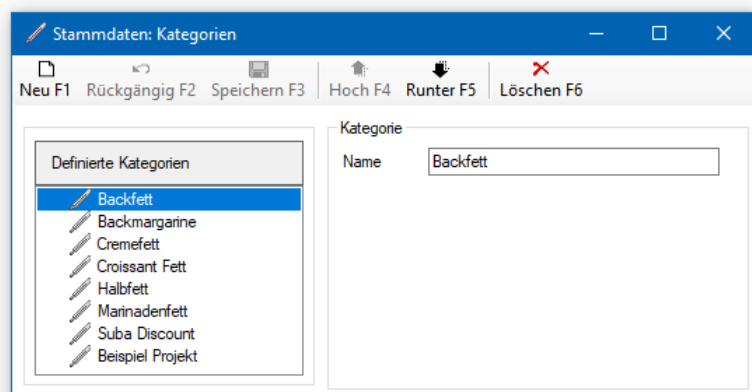 Stammdaten: Kategorien
Neu F1 Rückgängig F2 Speichern F3 Hoch F4 Runter F5 Löschen F6
Definierte Kategorien
Backfett
Backmargarine
Cremefett
Croissant Fett
Halbfett
Marinadenfett
Suba Discount
Beispiel Projekt
Kategorie
Name Backfett